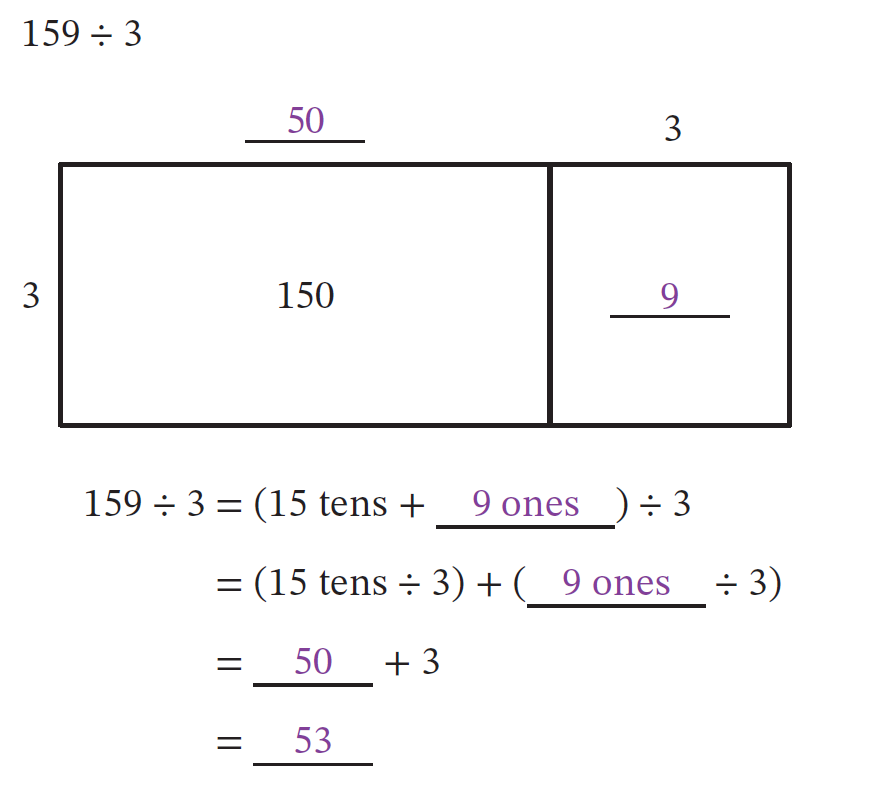 159 ÷ 3
50 3
3 150 9
159 ÷ 3 = (15 tens + 9 ones) ÷ 3
= (15 tens ÷ 3) + (9 ones ÷ 3)
= 50 + 3
= 53